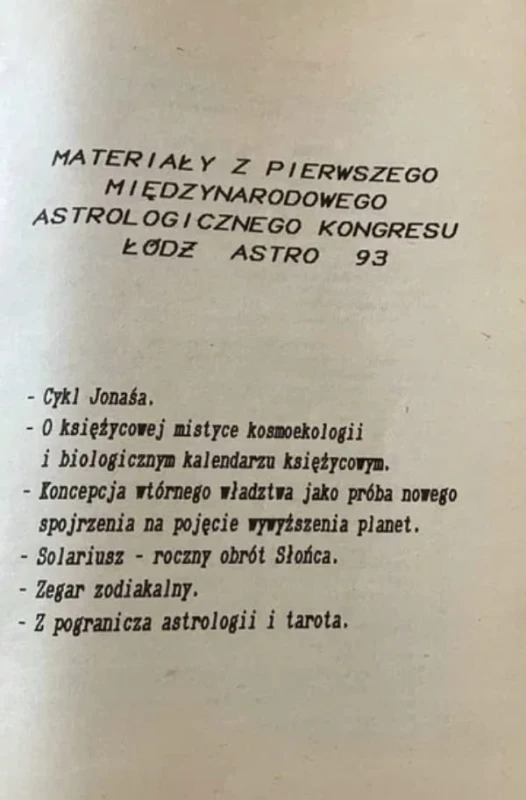 MATERIAŁY Z PIERWSZEGO
MIĘDZYNARODOWEGO
ASTROLOGICZNEGO KONGRESU
ŁÓDŹ ASTRO 93
- Cykl Jonaśa.
- O księżycowej mistyce kosmoekologii
i biologicznym kalendarzu księżycowym.
- Koncepcja wtórnego władztwa jako próba nowego
spojrzenia na pojęcie wywyższenia planet.
- Solariusz - roczny obrót Słońca.
- Zegar zodiakalny.
- Z pogranicza astrologii i tarota.